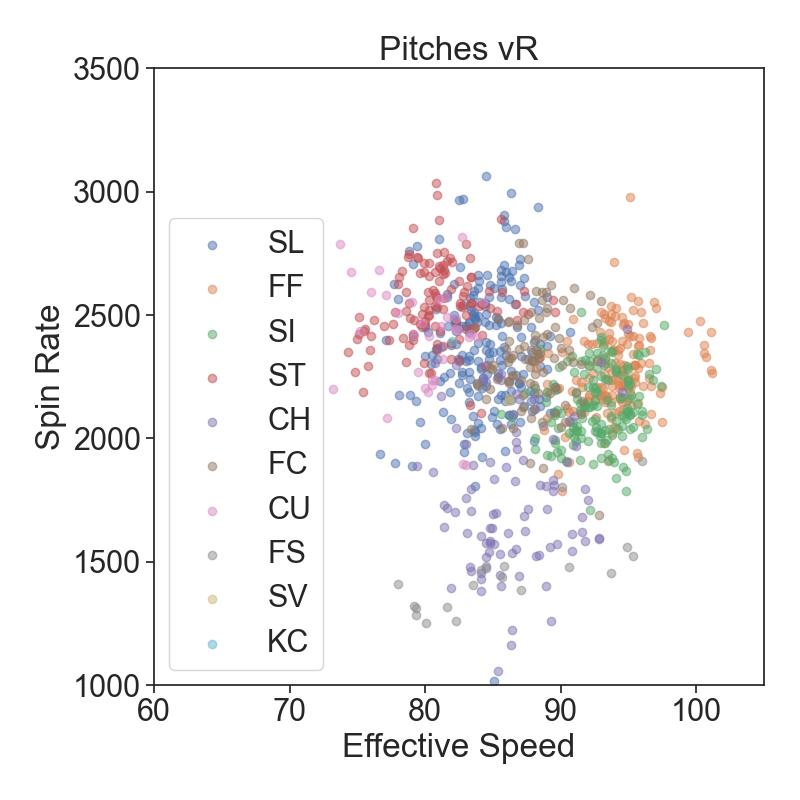 Pitches vR
3500
3000
2500
2000
1500
1000
Spin Rate
SL
FF
SI
ST
CH
FC
CU
FS
SV
KC
60 70 80 90 100
Effective Speed